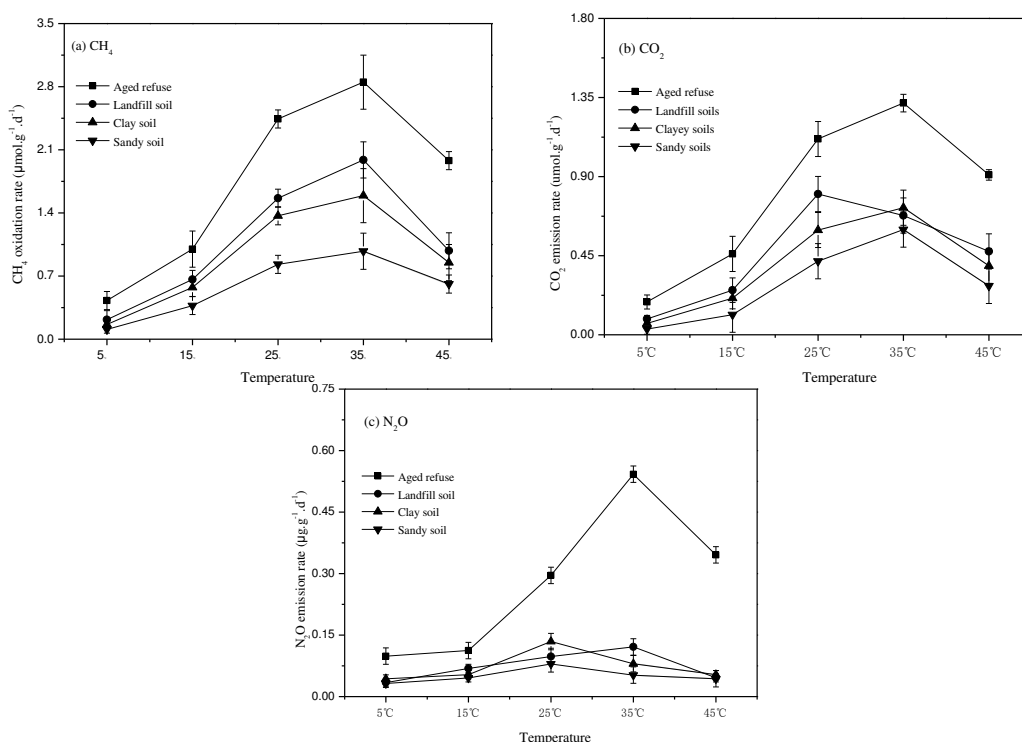 (a) CH4
Aged refuse
Landfill soil
Clay soil
Sandy soil
CH4 oxidation rate (μmol.g-1.d-1)
3.5
2.8
2.1
1.4
0.7
0.0
5.
15.
25.
35.
45.
Temperature
(b) CO2
Aged refuse
Landfill soils
Clayey soils
Sandy soils
CO2 emission rate (umol.g-1.d-1)
1.80
1.35
0.90
0.45
0.00
5℃
15℃
25℃
35℃
45℃
Temperature
(c) N2O
Aged refuse
Landfill soil
Clay soil
Sandy soil
N2O emission rate (μg.g-1.d-1)
0.75
0.60
0.45
0.30
0.15
0.00
5℃
15℃
25℃
35℃
45℃
Temperature